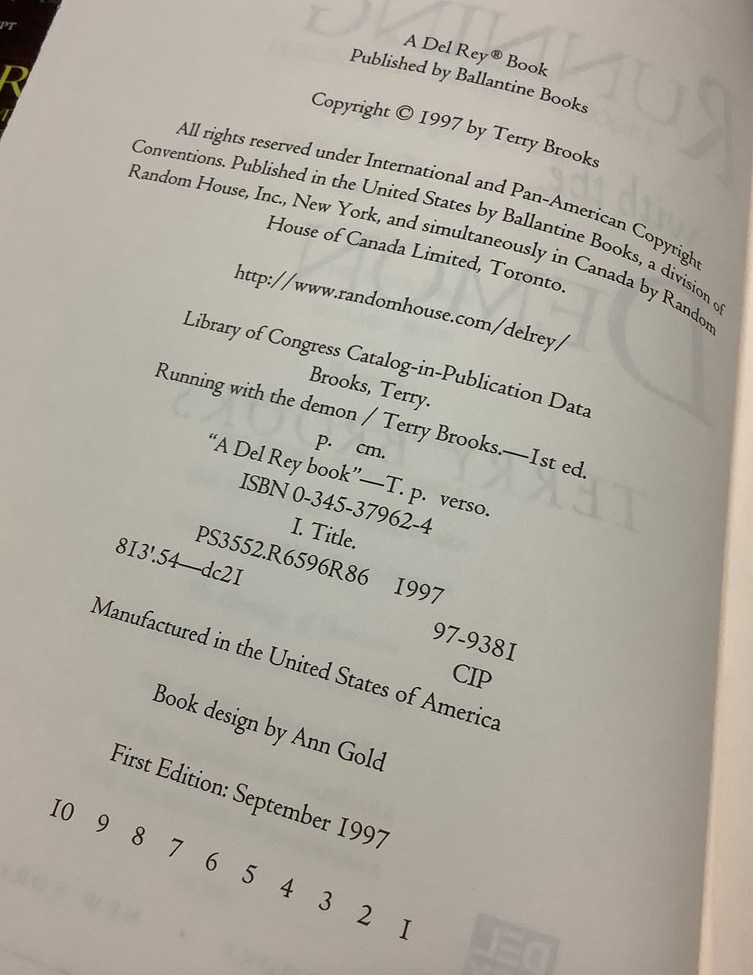 PT
R
A Del Rey® Book
Published by Ballantine Books
Copyright © 1997 by Terry Brooks
All rights reserved under International and Pan-American Copyright
Conventions. Published in the United States by Ballantine Books, a division of
Random House, Inc., New York, and simultaneously in Canada by Random
House of Canada Limited, Toronto.
http://www.randomhouse.com/delrey/
Library of Congress Catalog-in-Publication Data
Brooks, Terry.
Running with the demon / Terry Brooks.—1st ed.
p. cm.
"A Del Rey book"—T. p. verso.
ISBN 0-345-37962-4
I. Title.
PS3552.R6596R86 1997
813'.54—dc21
97-9381
CIP
Manufactured in the United States of America
Book design by Ann Gold
First Edition: September 1997
10 9 8 7 6 5 4 3 2 1